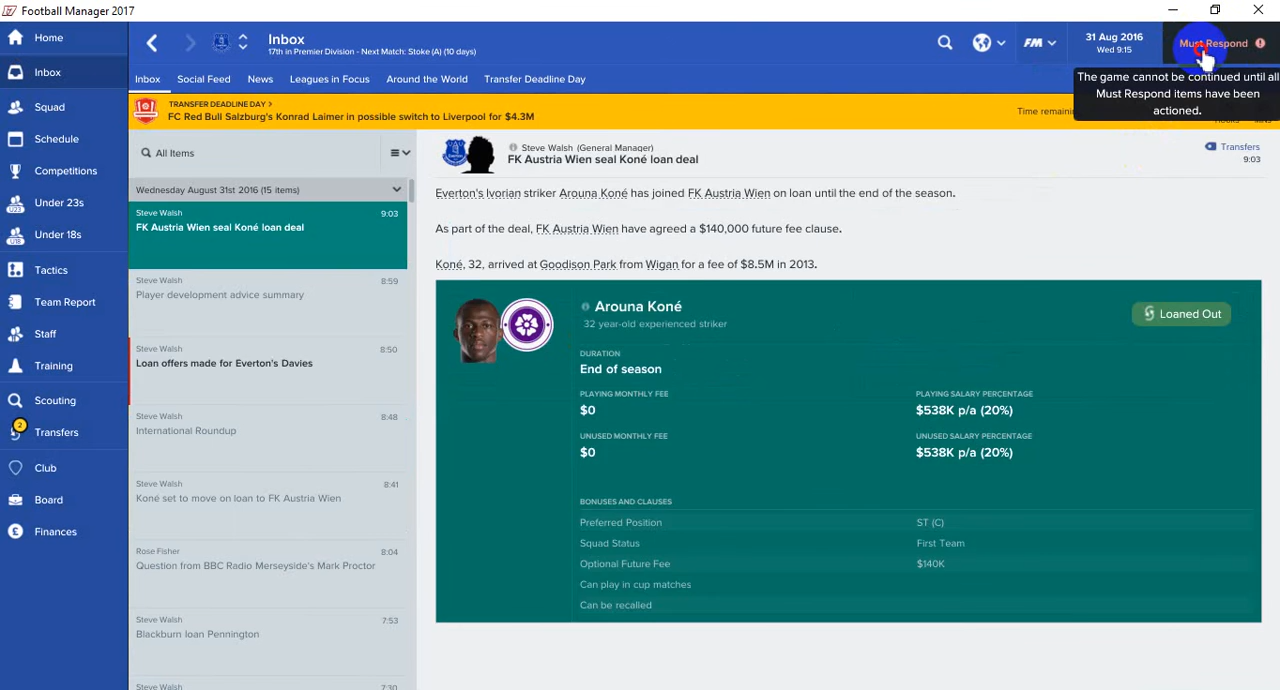 Football Manager 2017
Home
Inbox
Squad
Schedule
Competitions
U23
Under 23s
U18
Under 18s
Tactics
Team Report
Staff
Training
Scouting
2
Transfers
Club
Board
Finances
Inbox
17th in Premier Division - Next Match: Stoke (A) (10 days)
FM
31 Aug 2016
Wed 9:15
Must Respond
The game cannot be continued until all
Must Respond items have been
actioned.
Inbox Social Feed News Leagues in Focus Around the World Transfer Deadline Day
TRANSFER DEADLINE DAY >
FC Red Bull Salzburg's Konrad Laimer in possible switch to Liverpool for $4.3M
Time remaining
All Items
Wednesday August 31st 2016 (15 items)
Steve Walsh 9:03
FK Austria Wien seal Koné loan deal
Steve Walsh 8:59
Player development advice summary
Steve Walsh 8:50
Loan offers made for Everton's Davies
Steve Walsh 8:48
International Roundup
Steve Walsh 8:41
Koné set to move on loan to FK Austria Wien
Rose Fisher 8:04
Question from BBC Radio Merseyside's Mark Proctor
Steve Walsh 7:53
Blackburn loan Pennington
Steve Walsh 7:30
Steve Walsh (General Manager)
FK Austria Wien seal Koné loan deal
Transfers
9:03
Everton's Ivorian striker Arouna Koné has joined FK Austria Wien on loan until the end of the season.
As part of the deal, FK Austria Wien have agreed a $140,000 future fee clause.
Koné, 32, arrived at Goodison Park from Wigan for a fee of $8.5M in 2013.
Arouna Koné
32 year-old experienced striker
Loaned Out
DURATION
End of season
PLAYING MONTHLY FEE PLAYING SALARY PERCENTAGE
$0 $538K p/a (20%)
UNUSED MONTHLY FEE UNUSED SALARY PERCENTAGE
$0 $538K p/a (20%)
BONUSES AND CLAUSES
Preferred Position ST (C)
Squad Status First Team
Optional Future Fee $140K
Can play in cup matches
Can be recalled